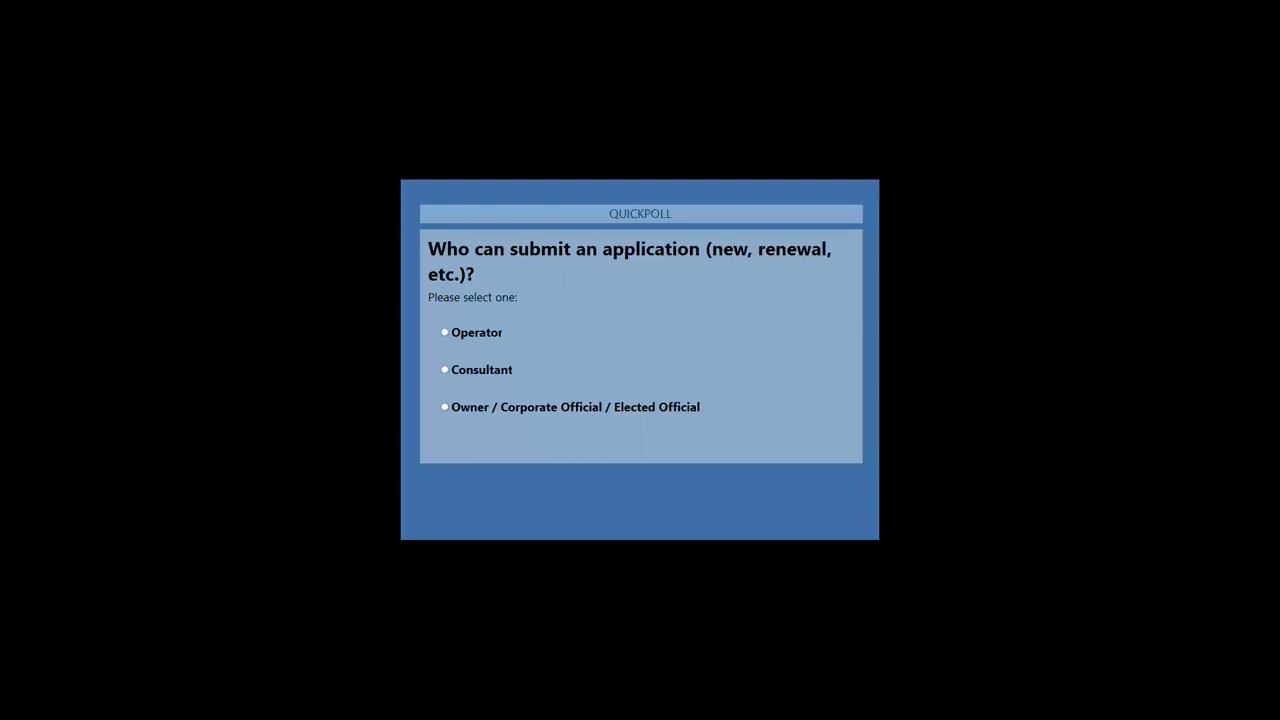 QUICKPOLL
Who can submit an application (new, renewal,
etc.)?
Please select one:
Operator
Consultant
Owner / Corporate Official / Elected Official